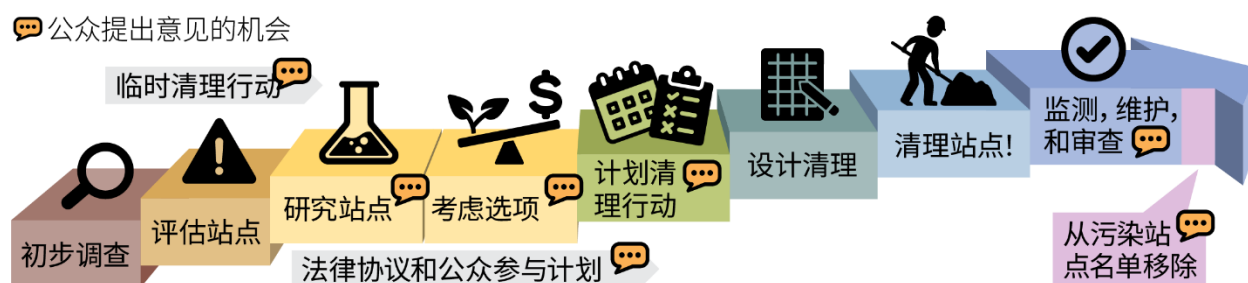 公众提出意见的机会
临时清理行动
初步调查
评估站点
研究站点
考虑选项
法律协议和公众参与计划
计划清
理行动
设计清理
清理站点!
监测, 维护,
和审查
从污染站
点名单移除